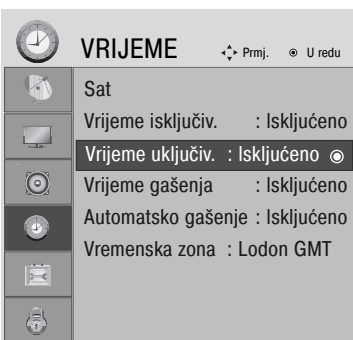 VRIJEME Prmj. U redu
Sat
Vrijeme isključiv. : Isključeno
Vrijeme uključiv. : Isključeno
Vrijeme gašenja : Isključeno
Automatsko gašenje : Isključeno
Vremenska zona : Lodon GMT